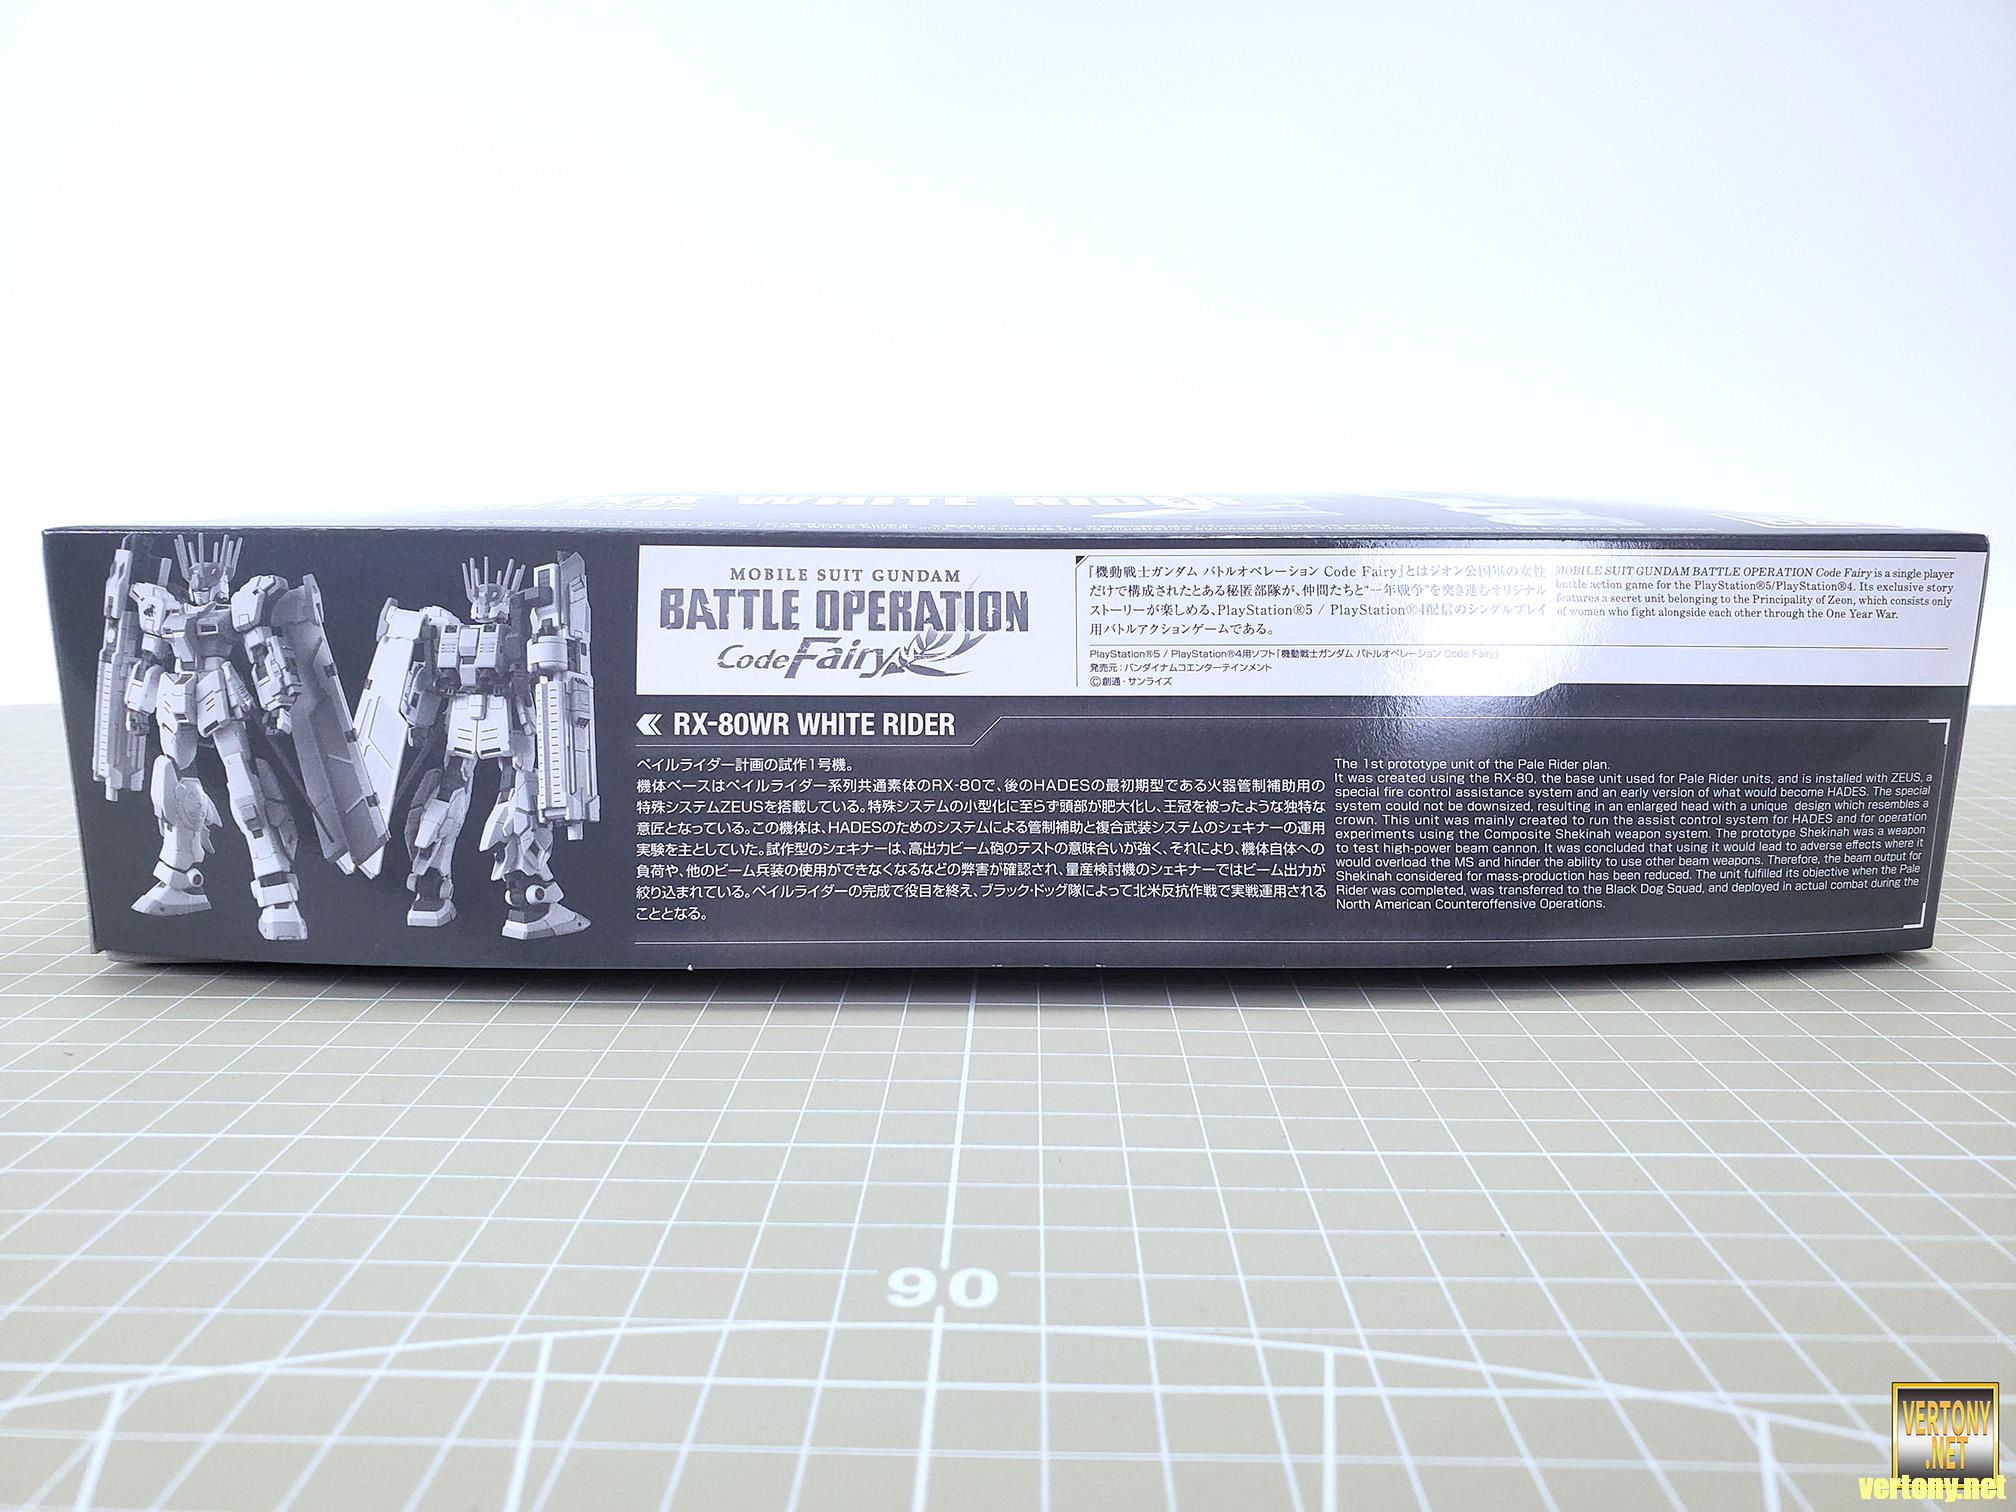 WHITE RIDER
MOBILE SUIT GUNDAM
BATTLE OPERATION
Code Fairy
『機動戦士ガンダム バトルオペレーション Code Fairy』とはジオン公国軍の女性
だけで構成されたとある秘匿部隊が、仲間たちと"一年戦争"を突き進むオリジナル
ストーリーが楽しめる、PlayStation®5 / PlayStation®4配信のシングルプレイ
用バトルアクションゲームである。
MOBILE SUIT GUNDAM BATTLE OPERATION Code Fairy is a single player
battle action game for the PlayStation®5/PlayStation®4. Its exclusive story
features a secret unit belonging to the Principality of Zeon, which consists only
of women who fight alongside each other through the One Year War.
PlayStation®5 / PlayStation®4用ソフト『機動戦士ガンダム バトルオペレーション Code Fairy』
発売元：バンダイナムコエンターテインメント
©創通・サンライズ
RX-80WR WHITE RIDER
ペイルライダー計画の試作1号機。
機体ベースはペイルライダー系列共通素体のRX-80で、後のHADESの最初期型である火器管制補助用の
特殊システムZEUSを搭載している。特殊システムの小型化に至らず頭部が肥大化し、王冠を被ったような独特な
意匠となっている。この機体は、HADESのためのシステムによる管制補助と複合武装システムのシェキナーの運用
実験を主としていた。試作型のシェキナーは、高出力ビーム砲のテストの意味合いが強く、それにより、機体自体への
負荷や、他のビーム兵装の使用ができなくなるなどの弊害が確認され、量産検討機のシェキナーではビーム出力が
絞り込まれている。ペイルライダーの完成で役目を終え、ブラック・ドッグ隊によって北米反抗作戦で実戦運用される
こととなる。
The 1st prototype unit of the Pale Rider plan.
It was created using the RX-80, the base unit used for Pale Rider units, and is installed with ZEUS, a
special fire control assistance system and an early version of what would become HADES. The special
system could not be downsized, resulting in an enlarged head with a unique design which resembles a
crown. This unit was mainly created to run the assist control system for HADES and for operation
experiments using the Composite Shekinah weapon system. The prototype Shekinah was a weapon
to test high-power beam cannon. It was concluded that using it would lead to adverse effects where it
would overload the MS and hinder the ability to use other beam weapons. Therefore, the beam output for
Shekinah considered for mass-production has been reduced. The unit fulfilled its objective when the Pale
Rider was completed, was transferred to the Black Dog Squad, and deployed in actual combat during the
North American Counteroffensive Operations.
90
VERTONY
.NET
vertony.net